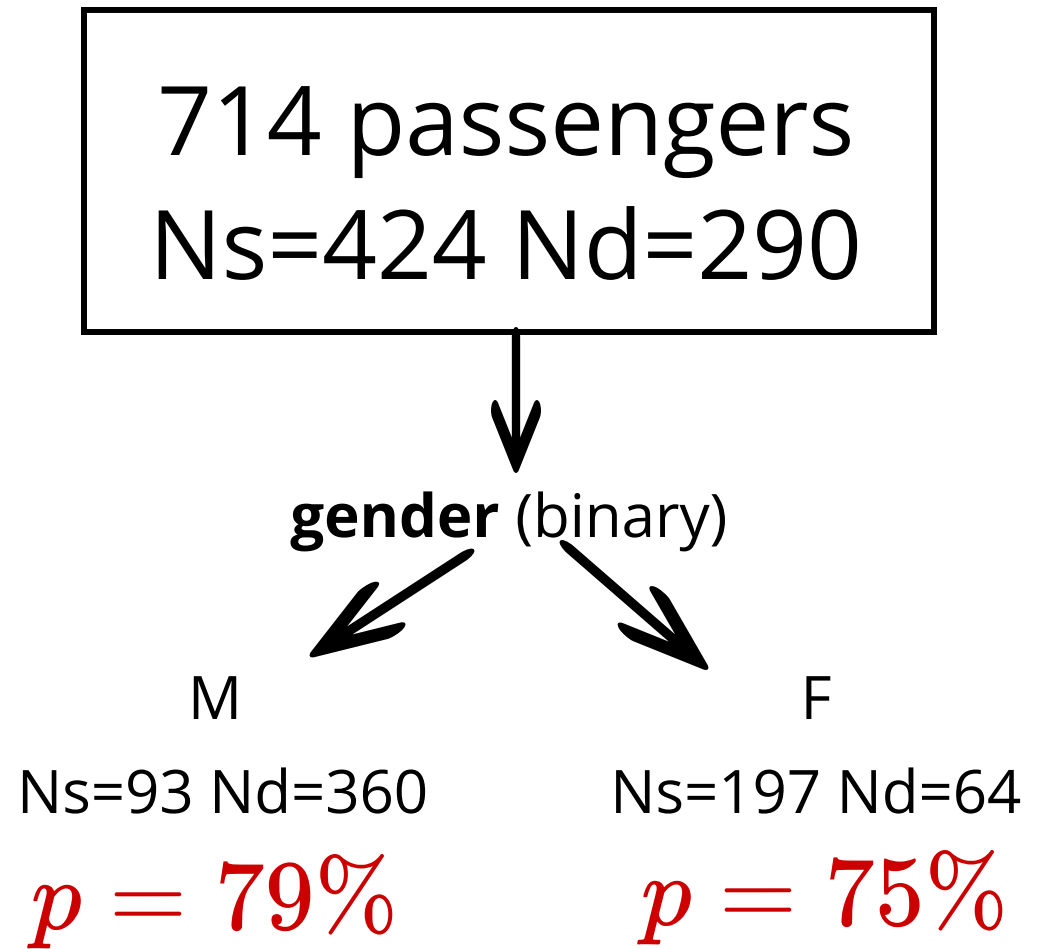 714 passengers
Ns=424 Nd=290
gender (binary)
M
F
Ns=93 Nd=360
Ns=197 Nd=64
p = 79%
p = 75%